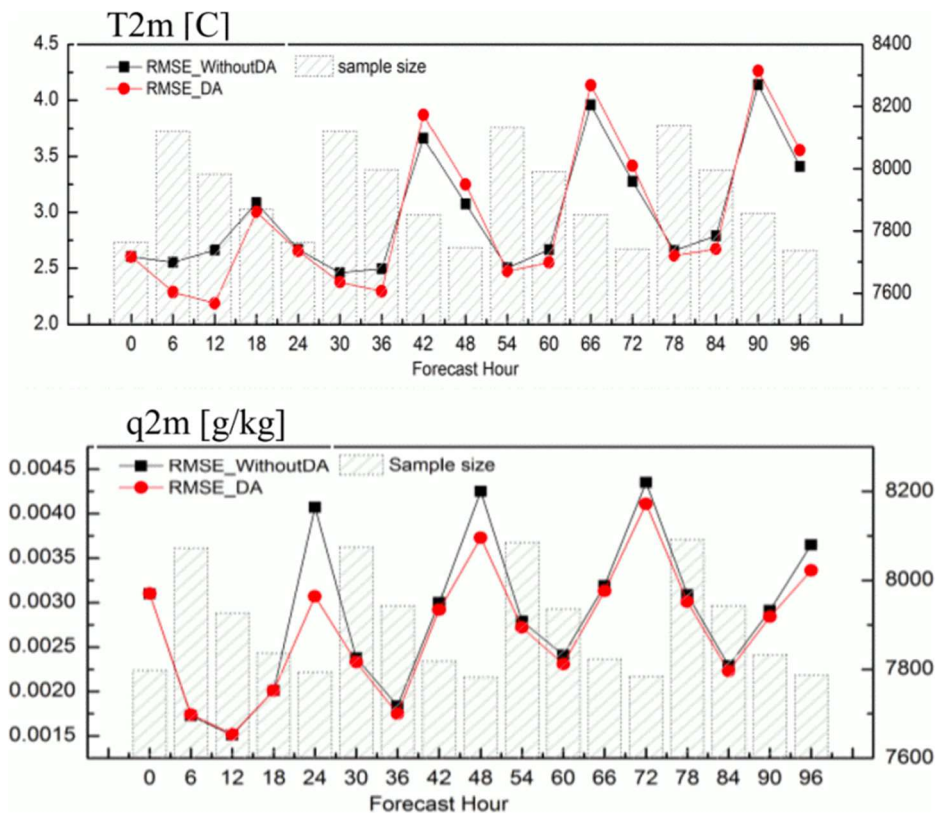 T2m [C]
4.5 8400
RMSE_WithoutDA sample size
RMSE_DA
4.0 8200
3.5 8000
3.0 7800
2.5 7600
2.0
0 6 12 18 24 30 36 42 48 54 60 66 72 78 84 90 96
Forecast Hour
q2m [g/kg]
0.0045 RMSE_WithoutDA Sample size
RMSE_DA 8200
0.0040
0.0035 8000
0.0030
0.0025 7800
0.0020
0.0015 7600
0 6 12 18 24 30 36 42 48 54 60 66 72 78 84 90 96
Forecast Hour